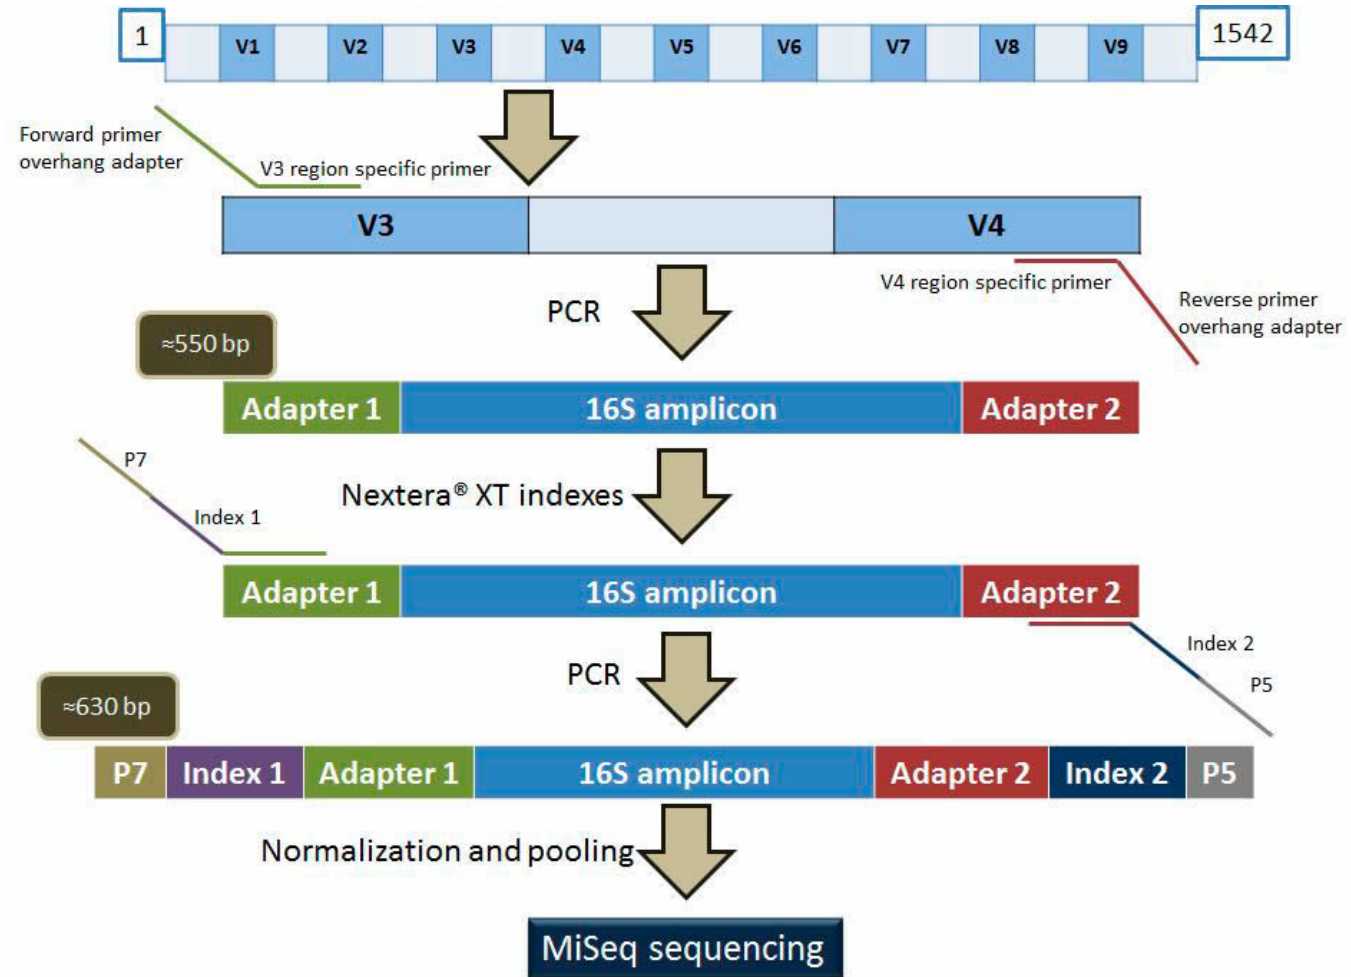 1
V1 V2 V3 V4 V5 V6 V7 V8 V9
1542
Forward primer
overhang adapter
V3 region specific primer
V3 V4
V4 region specific primer
Reverse primer
overhang adapter
PCR
≈550 bp
Adapter 1 16S amplicon Adapter 2
P7
Index 1
Nextera® XT indexes
Adapter 1 16S amplicon Adapter 2
Index 2
P5
PCR
≈630 bp
P7 Index 1 Adapter 1 16S amplicon Adapter 2 Index 2 P5
Normalization and pooling
MiSeq sequencing